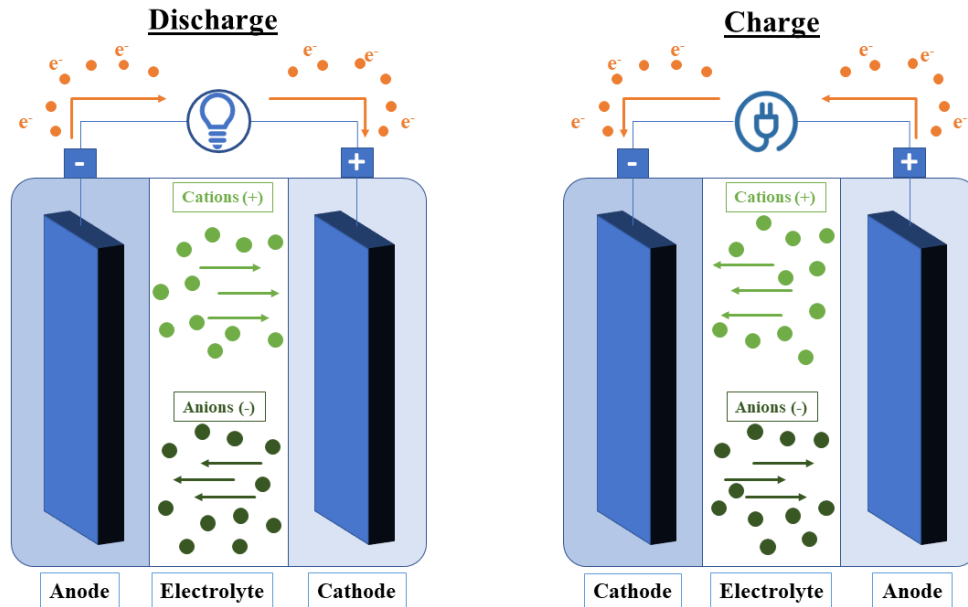 Discharge
e-
e-
e-
e-
e-
-
+
Cations (+)
Anions (-)
Anode
Electrolyte
Cathode
Charge
e-
e-
e-
e-
e-
e-
-
+
Cations (+)
Anions (-)
Cathode
Electrolyte
Anode